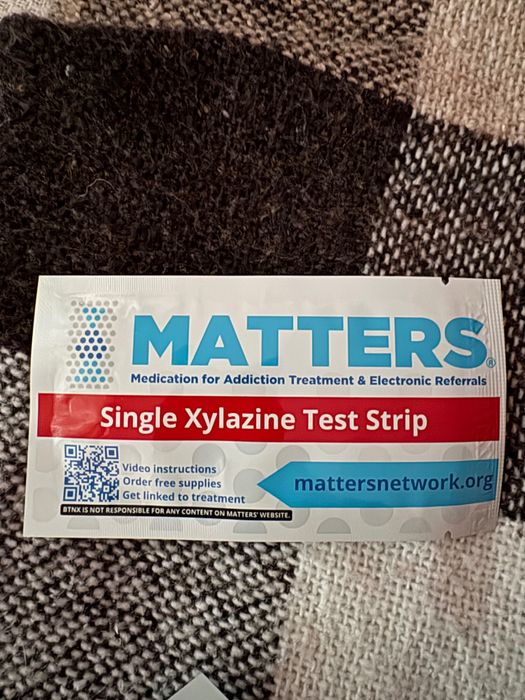 MATTERS®
Medication for Addiction Treatment & Electronic Referrals
Single Xylazine Test Strip
Video instructions
Order free supplies
Get linked to treatment
mattersnetwork.org
BTNX IS NOT RESPONSIBLE FOR ANY CONTENT ON MATTERS' WEBSITE.